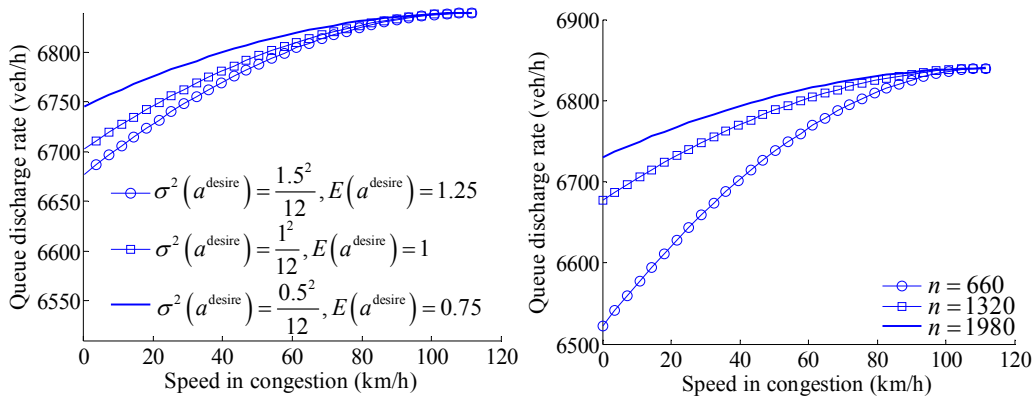 Queue discharge rate (veh/h)
6800
6750
6700
6650
6600
6550
σ²(a^desire) = 1.5²/12, E(a^desire) = 1.25
σ²(a^desire) = 1²/12, E(a^desire) = 1
σ²(a^desire) = 0.5²/12, E(a^desire) = 0.75
0 20 40 60 80 100 120
Speed in congestion (km/h)
Queue discharge rate (veh/h)
6900
6800
6700
6600
6500
n = 660
n = 1320
n = 1980
0 20 40 60 80 100 120
Speed in congestion (km/h)